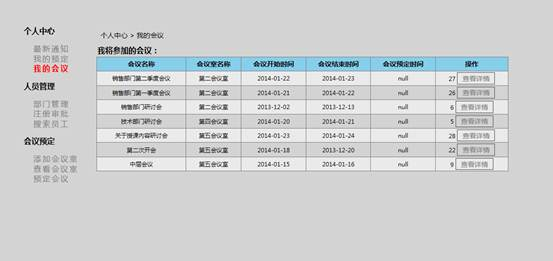 个人中心
最新通知
我的预定
我的会议
人员管理
部门管理
注册审批
搜索员工
会议预定
添加会议室
查看会议室
预定会议
个人中心 > 我的会议
我将参加的会议：
会议名称 会议室名称 会议开始时间 会议结束时间 会议预定时间 操作
销售部门第二季度会议 第二会议室 2014-01-22 2014-01-23 null 27 查看详情
销售部门第一季度会议 第二会议室 2014-01-21 2014-01-22 null 26 查看详情
销售部门研讨会 第二会议室 2013-12-02 2013-12-13 null 6 查看详情
技术部门研讨会 第四会议室 2014-01-20 2014-01-21 null 5 查看详情
关于授课内容研讨会 第五会议室 2014-01-23 2014-01-24 null 28 查看详情
第二次开会 第五会议室 2014-01-18 2013-12-20 null 22 查看详情
中层会议 第五会议室 2014-01-15 2014-01-16 null 9 查看详情